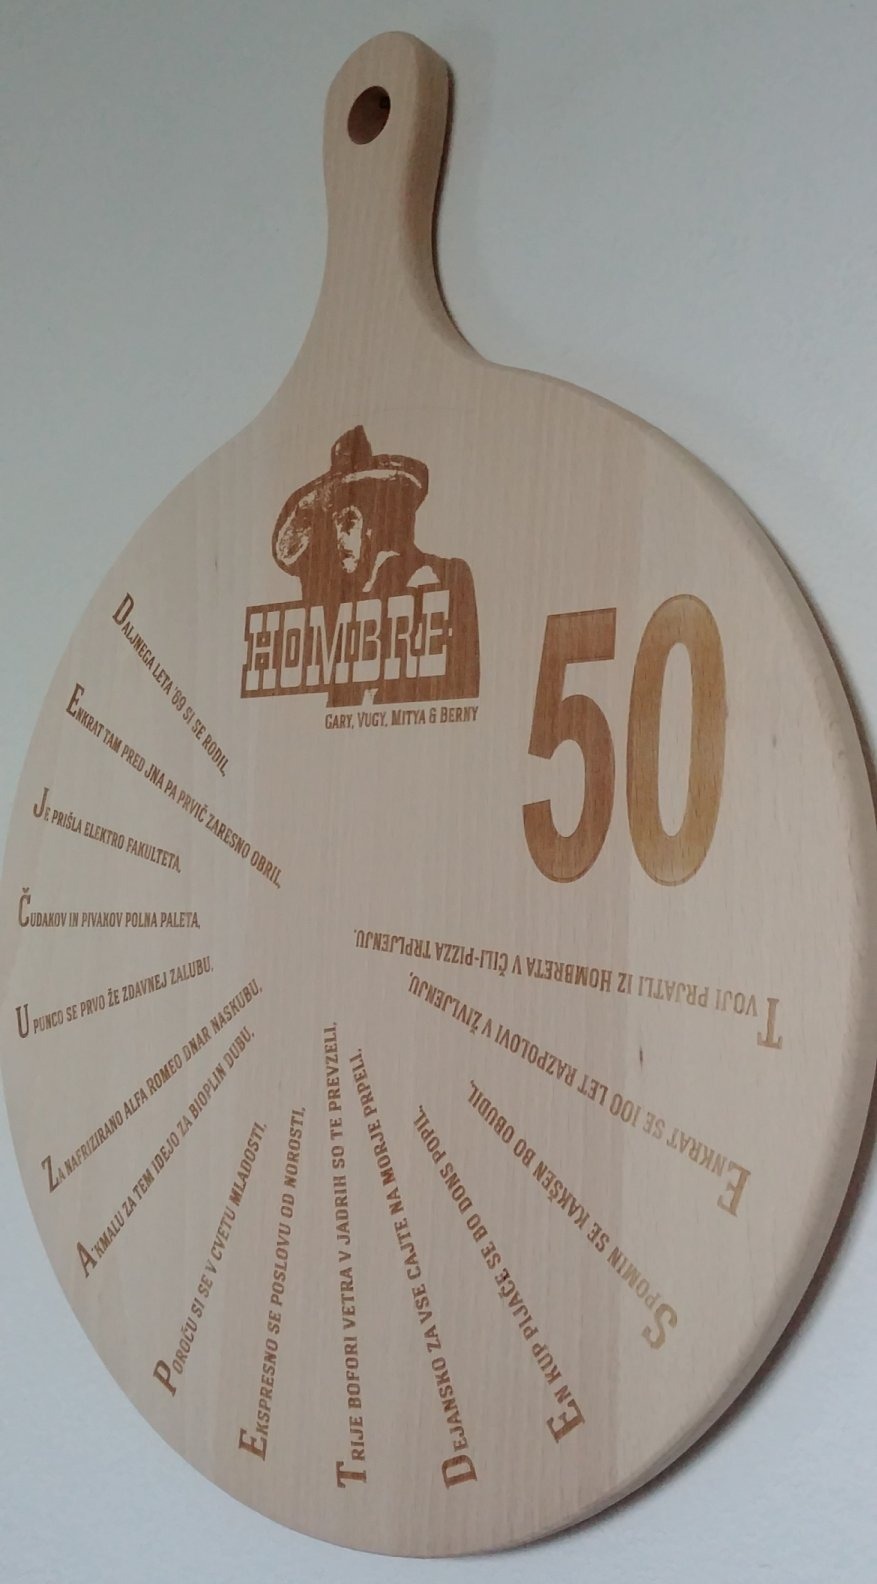 HOMBRE
GARY, VUGY, MITYA & BERNY
50
DALJNEGA LETA '69 SI SE RODIL,
ENKRAT TAM PRED JNA PA PRVIČ ZARESNO OBRIL,
JE PRIŠLA ELEKTRO FAKULTETA,
ČUDAKOV IN PIVAKOV POLNA PALETA,
U PUNCO SE PRVO ŽE ZDAVNEJ ZALUBU,
ZA NAFRIZIRANO ALFA ROMEO DNAR NASKUBU,
A'KMALU ZA TEM IDEJO ZA BIOPLIN DUBU,
POROČU SI SE V CVETU MLADOSTI,
EKSPRESNO SE POSLOVU OD NOROSTI,
TRIJE BOFORI VETRA V JADRIH SO TE PREVZELI,
DEJANSKO ZA VSE CAJTE NA MORJE PRPELI,
EN KUP PIJAČE SE BO DONS POPIL,
SPOMIN SE KAKŠEN BO OBUDIL,
ENKRAT SE 100 LET RAZPOLOVI V ŽIVLJENJU,
TVOJI PRJATLI IZ HOMBRETA V ČILI-PIZZA TRPLJENJU.